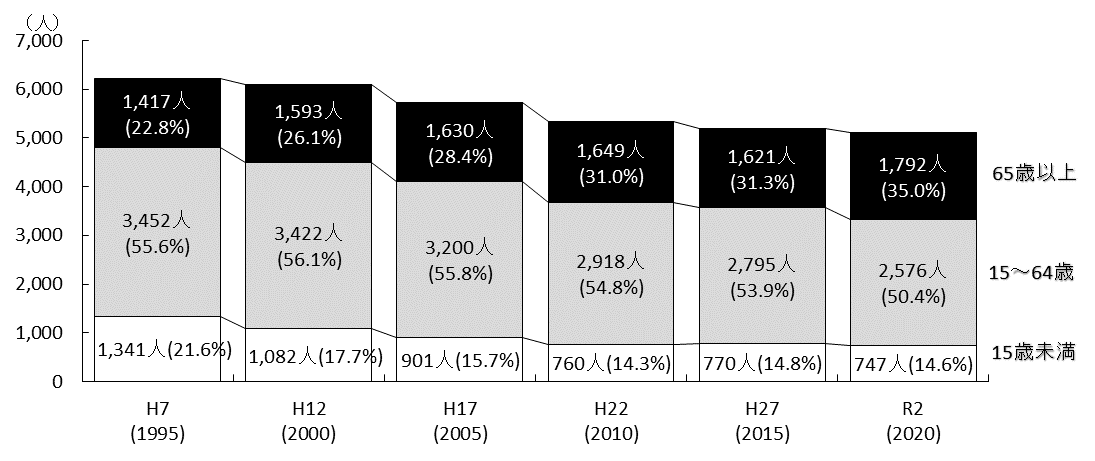 (人)
7,000
6,000
5,000
4,000
3,000
2,000
1,000
0
1,417人
(22.8%)
1,593人
(26.1%)
1,630人
(28.4%)
1,649人
(31.0%)
1,621人
(31.3%)
1,792人
(35.0%)
65歳以上
3,452人
(55.6%)
3,422人
(56.1%)
3,200人
(55.8%)
2,918人
(54.8%)
2,795人
(53.9%)
2,576人
(50.4%)
15～64歳
1,341人(21.6%)
1,082人(17.7%)
901人(15.7%)
760人(14.3%)
770人(14.8%)
747人(14.6%)
15歳未満
H7
(1995)
H12
(2000)
H17
(2005)
H22
(2010)
H27
(2015)
R2
(2020)